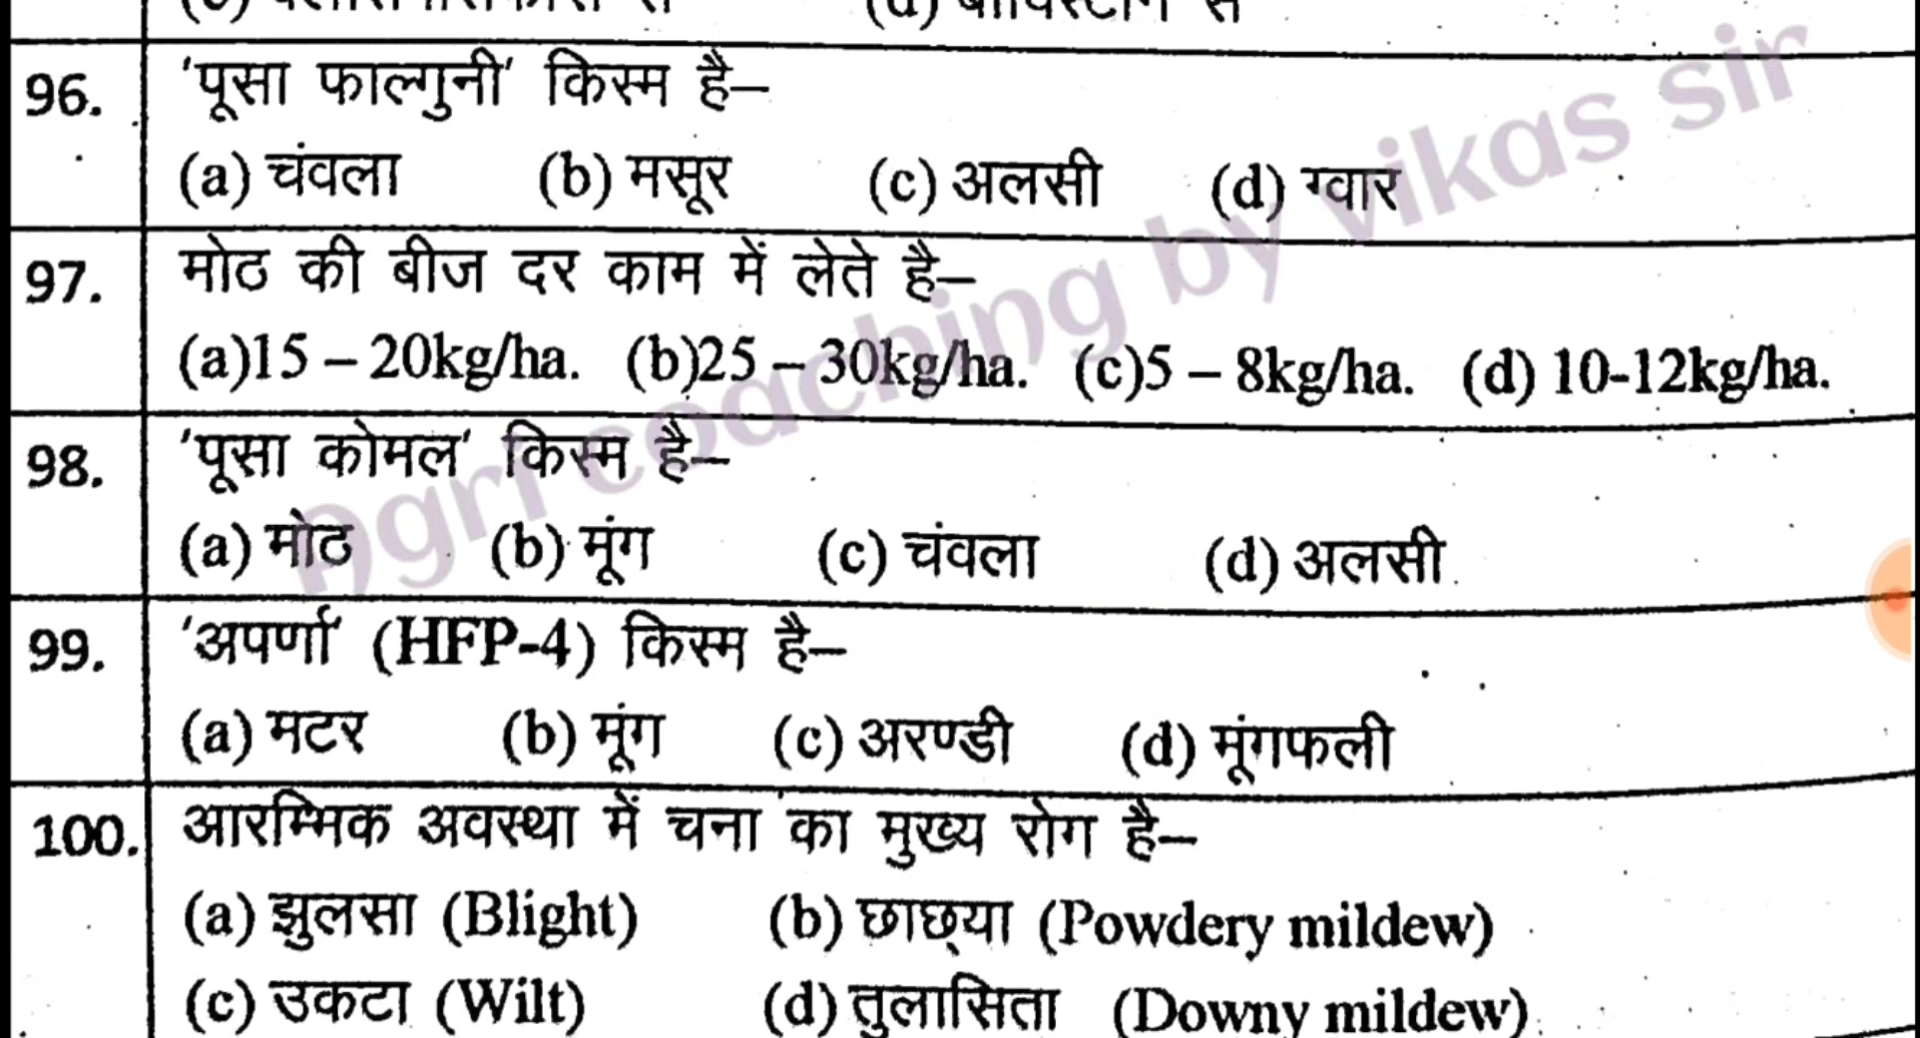 96. 'पूसा फाल्गुनी' किस्म है–
(a) चंवला (b) मसूर (c) अलसी (d) ग्वार
97. मोठ की बीज दर काम में लेते है–
(a)15 – 20kg/ha. (b)25 – 30kg/ha. (c)5 – 8kg/ha. (d) 10-12kg/ha.
98. 'पूसा कोमल' किस्म है–
(a) मोठ (b) मूंग (c) चंवला (d) अलसी
99. 'अपर्णा' (HFP-4) किस्म है–
(a) मटर (b) मूंग (c) अरण्डी (d) मूंगफली
100. आरम्भिक अवस्था में चना का मुख्य रोग है–
(a) झुलसा (Blight) (b) छाछ्या (Powdery mildew)
(c) उकटा (Wilt) (d) तुलासिता (Downy mildew)
Agri coaching by vikas sir